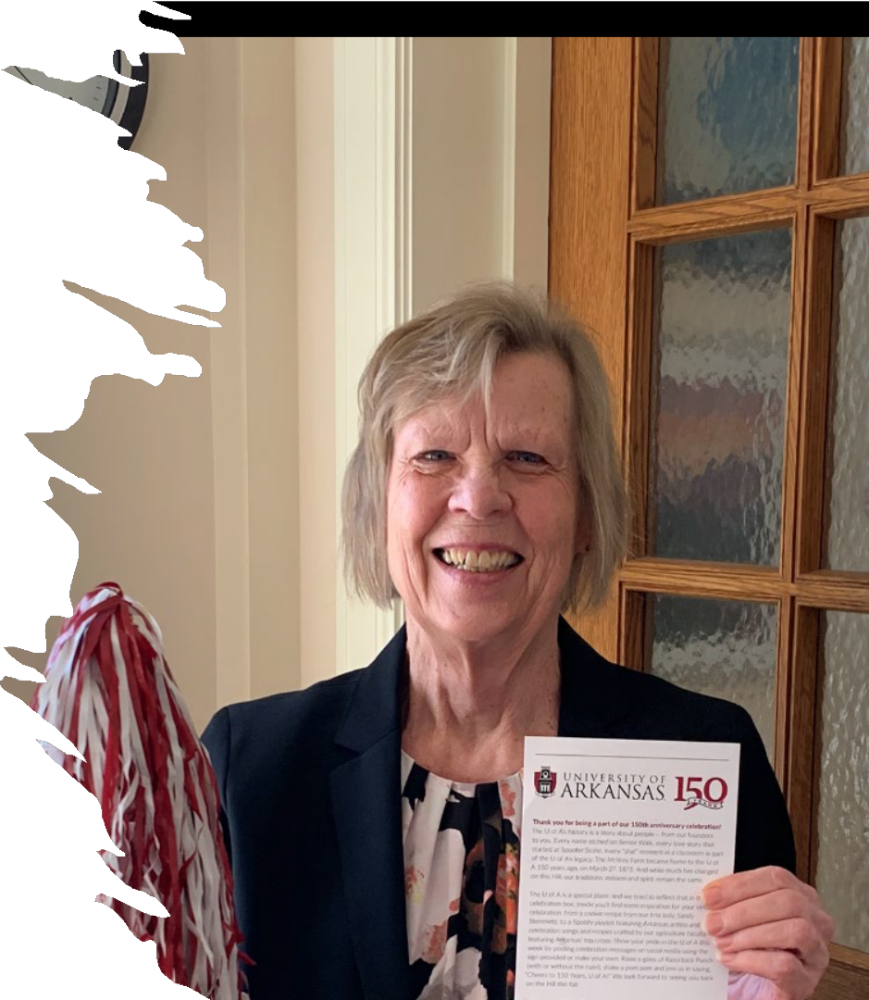 UNIVERSITY OF
ARKANSAS
150
YEARS
Thank you for being a part of our 150th anniversary celebration!
The U of A's history is a story about people – from our founders
to you. Every name etched on Senior Walk, every love story that
started at Spoofer Stone, every "aha!" moment in a classroom is part
of the U of A's legacy. The McIlroy Farm became home to the U of
A 150 years ago, on March 27, 1871. And while much has changed
on this Hill, our traditions, mission and spirit remain the same.
The U of A is a special place, and we tried to reflect that in
celebration box. Inside you'll find some inspiration for your
celebration, from a cookie recipe from our first lady, Sandy
Steinmetz, to a Spotify playlist featuring Arkansas artists and
celebration songs and recipes crafted by our agriculture faculty
featuring Arkansas' top crops. Show your pride in the U of A this
week by posting celebration messages on social media using the
sign provided or make your own. Raise a glass of Razorback Punch
(with or without the rum!), shake a pom pom and join us in saying,
"Cheers to 150 Years, U of A!" We look forward to seeing you back
on the Hill this fall.